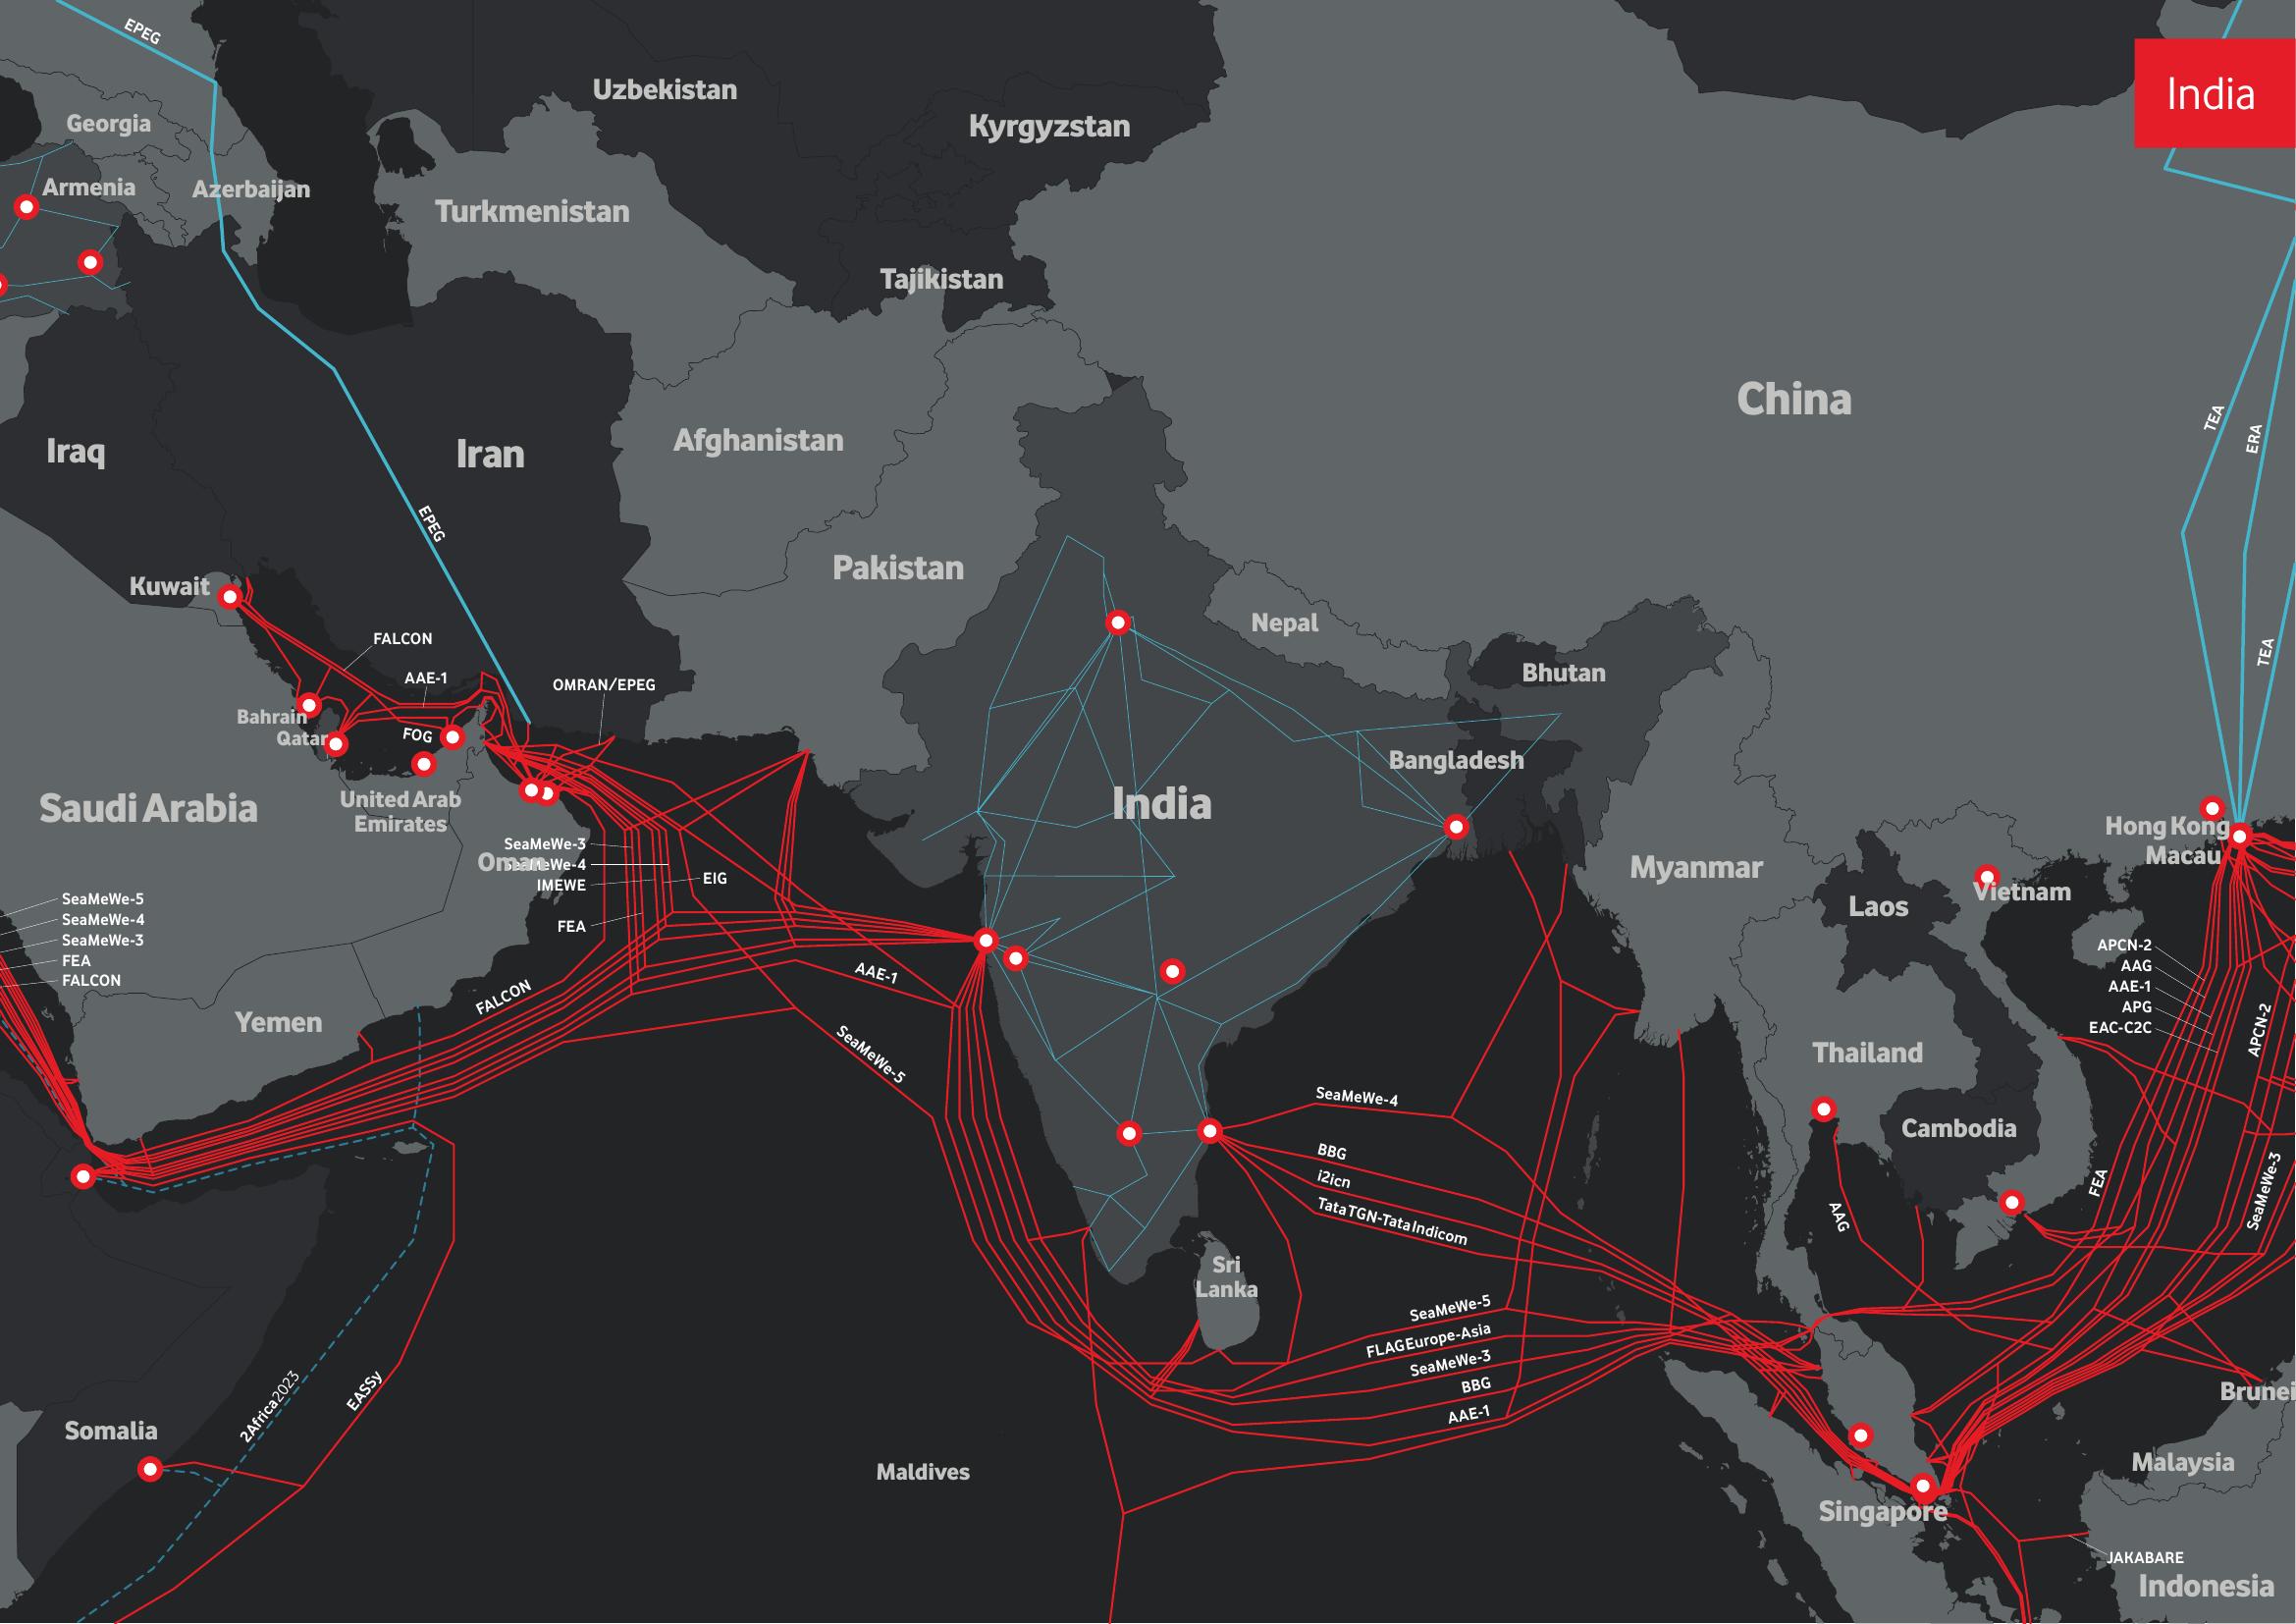 EPEG
India
Uzbekistan
Georgia
Kyrgyzstan
Armenia
Azerbaijan
Turkmenistan
Tajikistan
China
TEA
ERA
Iraq
Iran
Afghanistan
EPEG
Pakistan
Kuwait
Nepal
FALCON
TEA
Bhutan
AAE-1
OMRAN/EPEG
Bahrain
Qatar
FOG
Bangladesh
Saudi Arabia
United Arab
Emirates
India
Hong Kong
Macau
SeaMeWe-3
Oman
SeaMeWe-4
IMEWE
EIG
FEA
Myanmar
Laos
Vietnam
SeaMeWe-5
SeaMeWe-4
SeaMeWe-3
FEA
FALCON
APCN-2
AAG
AAE-1
APG
EAC-C2C
APCN-2
AAE-1
FALCON
Yemen
SeaMeWe-5
Thailand
SeaMeWe-4
Cambodia
BBG
i2icn
Tata TGN-Tata Indicom
FEA
SeaMeWe-3
AAG
Sri
Lanka
SeaMeWe-5
FLAG Europe-Asia
SeaMeWe-3
BBG
AAE-1
2Africa 2023
EASSy
Somalia
Maldives
Brunei
Malaysia
Singapore
JAKABARE
Indonesia